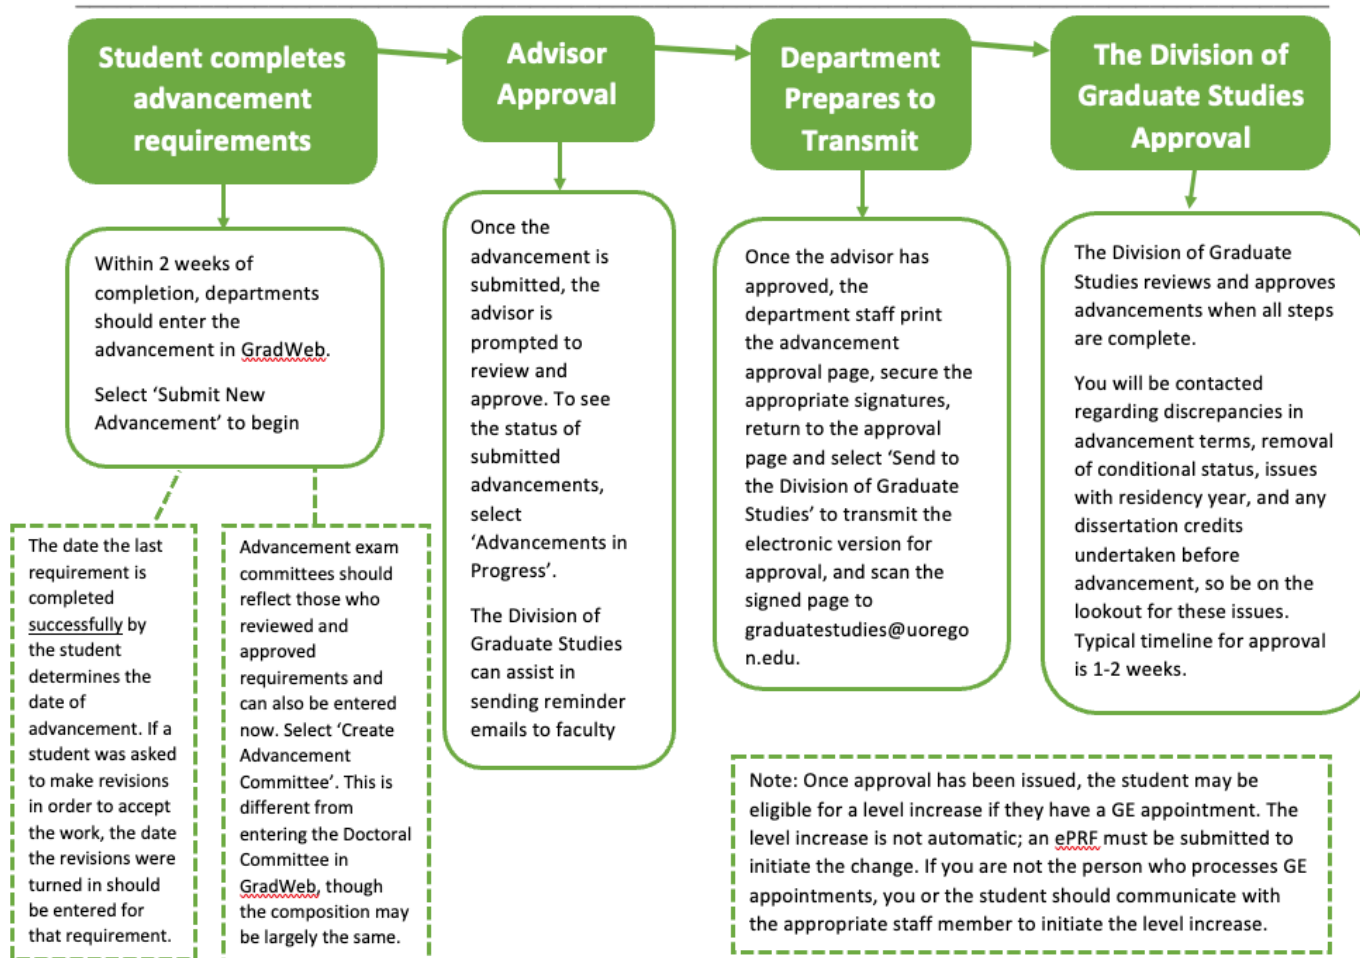 Student completes
advancement
requirements
Advisor
Approval
Department
Prepares to
Transmit
The Division of
Graduate Studies
Approval
Within 2 weeks of
completion, departments
should enter the
advancement in GradWeb.
Select ‘Submit New
Advancement’ to begin
The date the last
requirement is
completed
successfully by
the student
determines the
date of
advancement. If a
student was asked
to make revisions
in order to accept
the work, the date
the revisions were
turned in should
be entered for
that requirement.
Advancement exam
committees should
reflect those who
reviewed and
approved
requirements and
can also be entered
now. Select ‘Create
Advancement
Committee’. This is
different from
entering the Doctoral
Committee in
GradWeb, though
the composition may
be largely the same.
Once the
advancement is
submitted, the
advisor is
prompted to
review and
approve. To see
the status of
submitted
advancements,
select
‘Advancements in
Progress’.
The Division of
Graduate Studies
can assist in
sending reminder
emails to faculty
Once the advisor has
approved, the
department staff print
the advancement
approval page, secure the
appropriate signatures,
return to the approval
page and select ‘Send to
the Division of Graduate
Studies’ to transmit the
electronic version for
approval, and scan the
signed page to
graduatestudies@uorego
n.edu.
The Division of Graduate
Studies reviews and approves
advancements when all steps
are complete.
You will be contacted
regarding discrepancies in
advancement terms, removal
of conditional status, issues
with residency year, and any
dissertation credits
undertaken before
advancement, so be on the
lookout for these issues.
Typical timeline for approval
is 1-2 weeks.
Note: Once approval has been issued, the student may be
eligible for a level increase if they have a GE appointment. The
level increase is not automatic; an ePRF must be submitted to
initiate the change. If you are not the person who processes GE
appointments, you or the student should communicate with
the appropriate staff member to initiate the level increase.